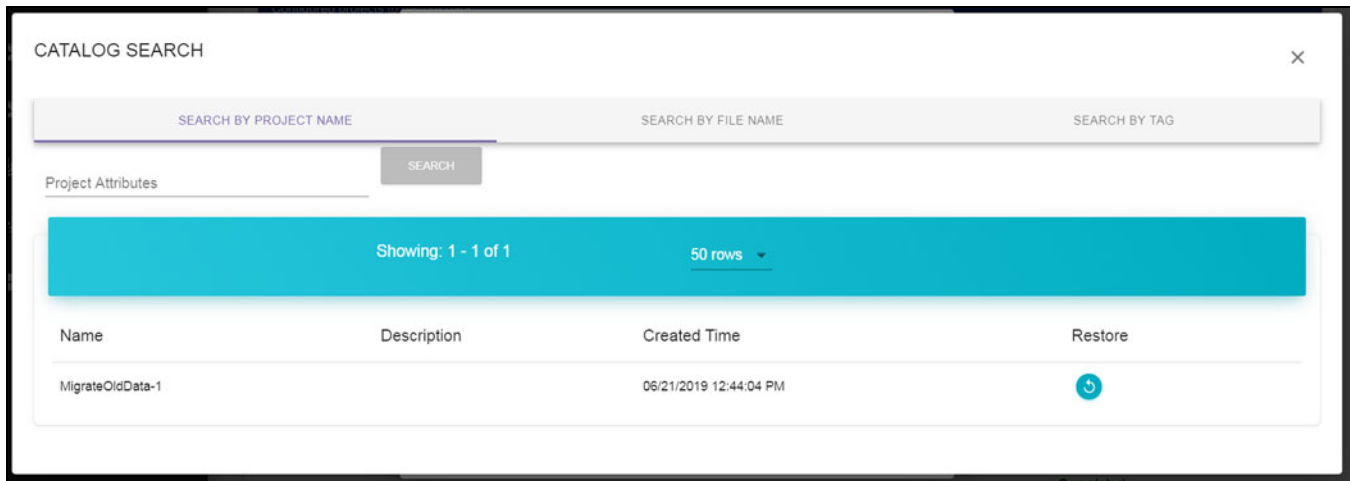 CATALOG SEARCH
SEARCH BY PROJECT NAME SEARCH BY FILE NAME SEARCH BY TAG
SEARCH
Project Attributes
Showing: 1 - 1 of 1 50 rows
Name Description Created Time Restore
MigrateOldData-1 06/21/2019 12:44:04 PM